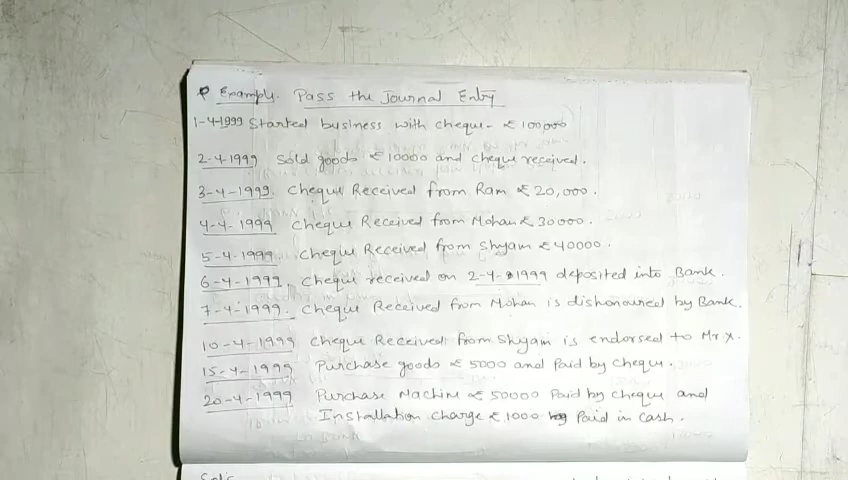 Example. Pass the Journal Entry
1-4-1999 Started business with cheque - ₹ 100000
2-4-1999 Sold goods ₹ 10000 and cheque received.
3-4-1999. Cheque Received from Ram ₹ 20,000.
4-4-1999 Cheque Received from Mohan ₹ 30000.
5-4-1999. Cheque Received from Shyam ₹ 40000.
6-4-1999. Cheque received on 2-4-1999 deposited into Bank.
7-4-1999. Cheque Received from Mohan is dishonoured by Bank.
10-4-1999 Cheque Received from Shyam is endorsed to Mr. X.
15-4-1999 Purchase goods ₹ 5000 and Paid by cheque.
20-4-1999 Purchase Machine ₹ 50000 Paid by cheque and
Installation charge ₹ 1000 Paid in cash.